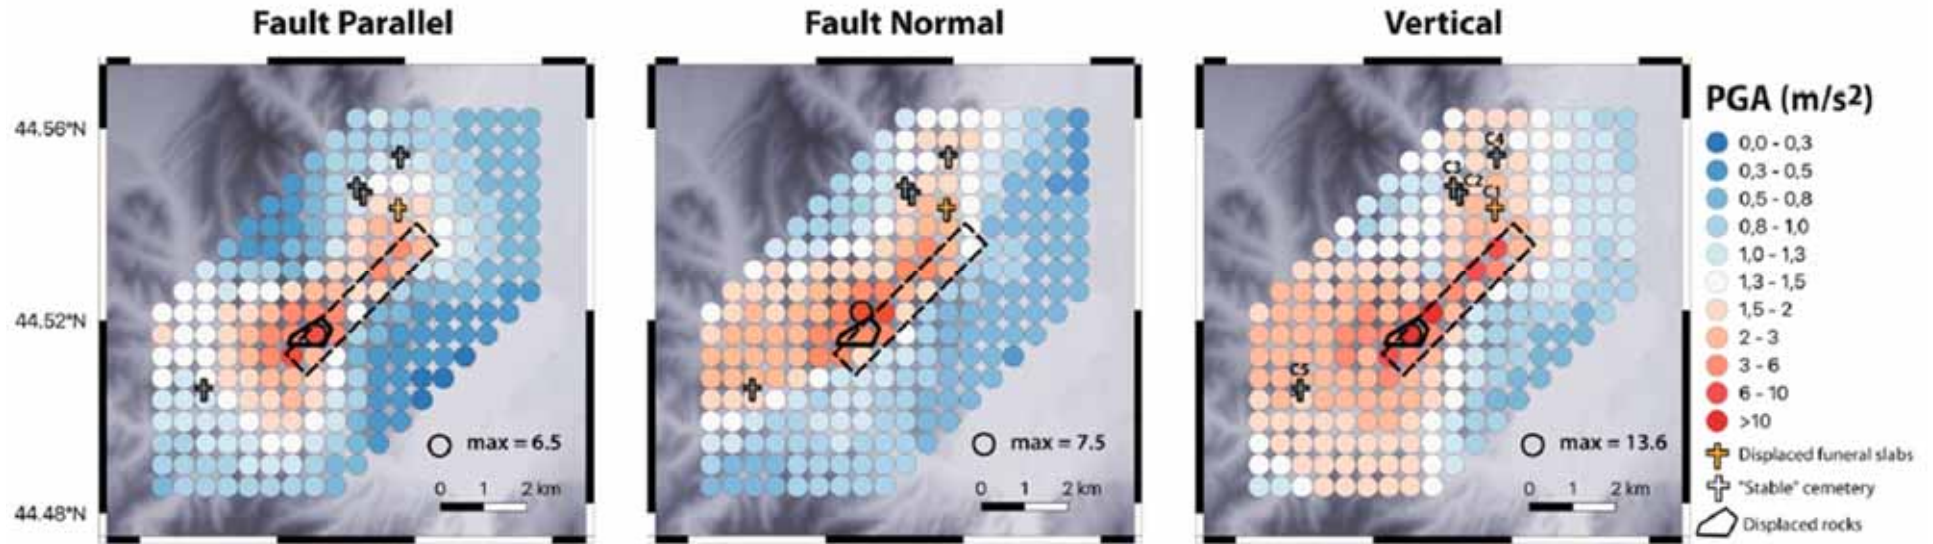 Fault Parallel
Fault Normal
Vertical
PGA (m/s2)
44.56°N
44.52°N
44.48°N
0,0 - 0,3
0,3 - 0,5
0,5 - 0,8
0,8 - 1,0
1,0 - 1,3
1,3 - 1,5
1,5 - 2
2 - 3
3 - 6
6 - 10
>10
Displaced funeral slabs
"Stable" cemetery
Displaced rocks
max = 6.5
0 1 2 km
max = 7.5
0 1 2 km
C4
C3
C2
C1
C5
max = 13.6
0 1 2 km